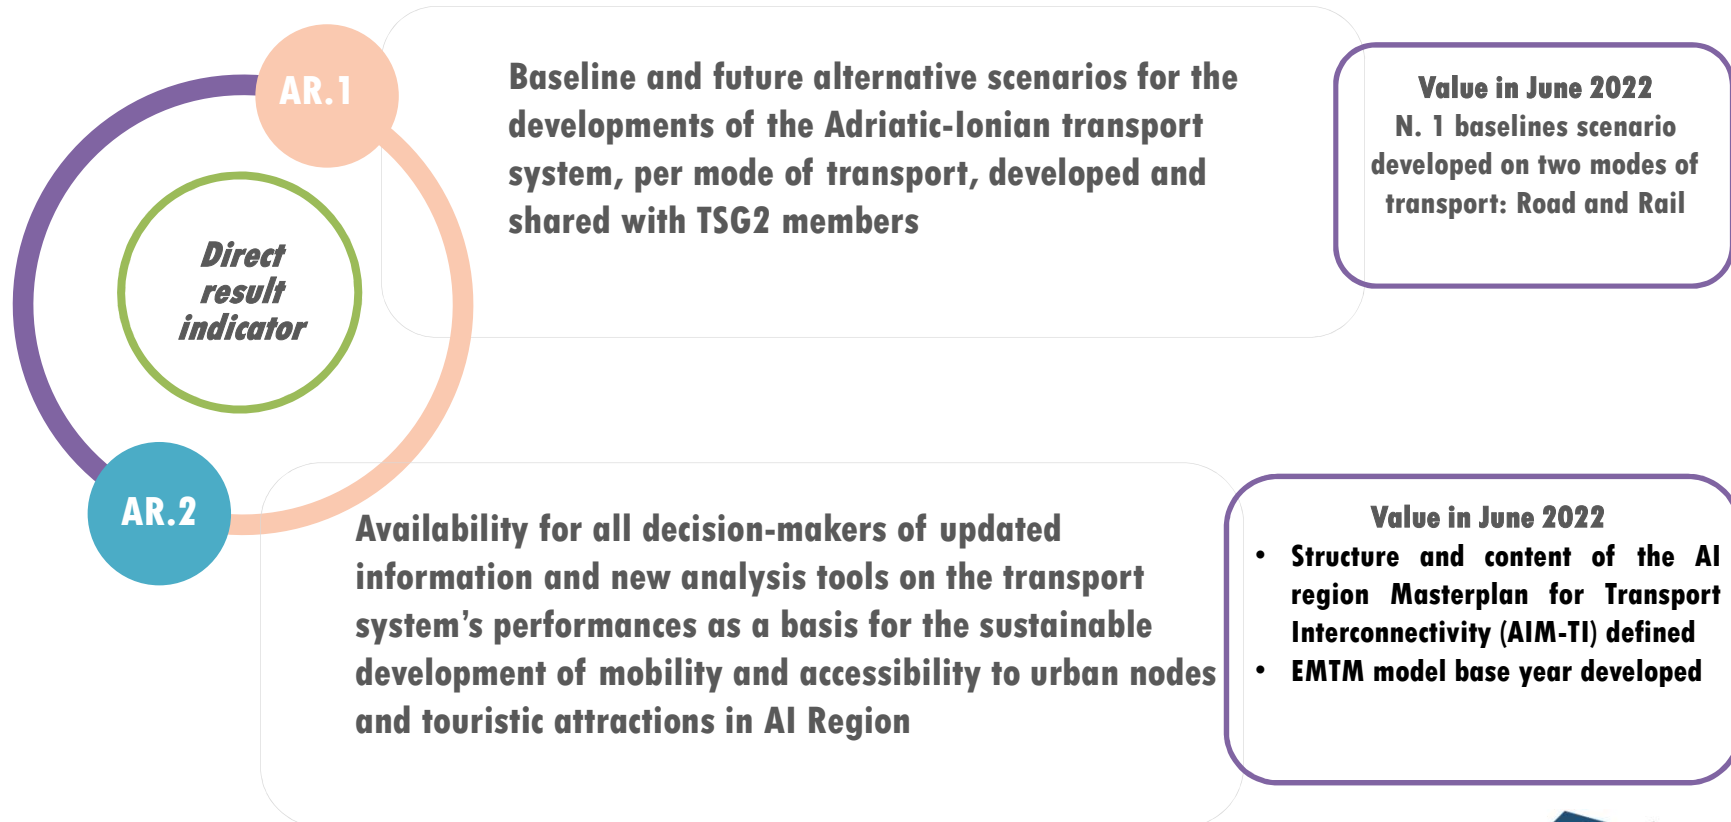 AR.1
Baseline and future alternative scenarios for the
developments of the Adriatic-Ionian transport
system, per mode of transport, developed and
shared with TSG2 members
Value in June 2022
N. 1 baselines scenario
developed on two modes of
transport: Road and Rail
Direct
result
indicator
AR.2
Availability for all decision-makers of updated
information and new analysis tools on the transport
system’s performances as a basis for the sustainable
development of mobility and accessibility to urban nodes
and touristic attractions in AI Region
Value in June 2022
• Structure and content of the AI
region Masterplan for Transport
Interconnectivity (AIM-TI) defined
• EMTM model base year developed